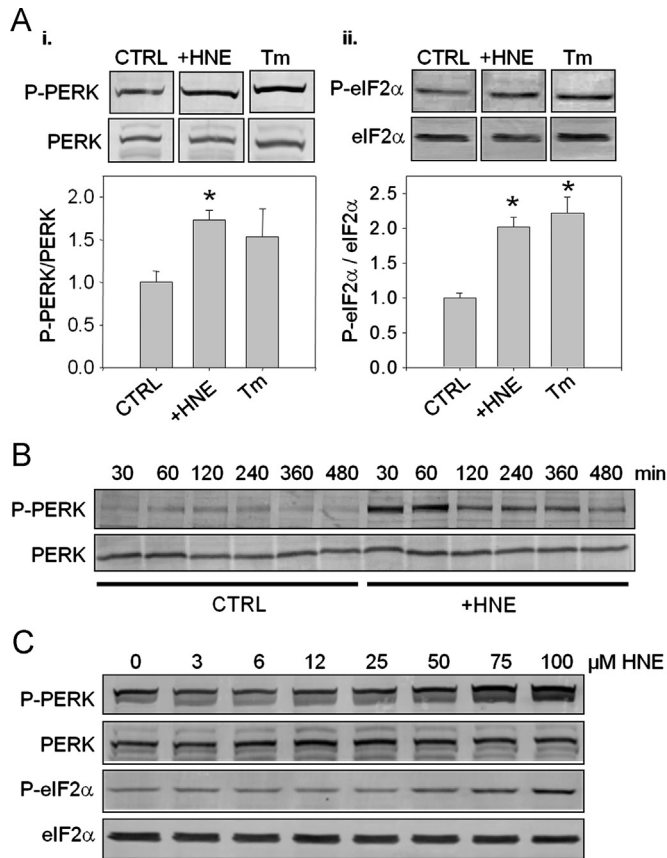 A
i. ii.
CTRL +HNE Tm CTRL +HNE Tm
P-PERK P-eIF2α
PERK eIF2α
P-PERK/PERK
2.0
1.5
1.0
0.5
0.0
CTRL +HNE Tm
P-eIF2α / eIF2α
2.5
2.0
1.5
1.0
0.5
0.0
CTRL +HNE Tm
* * *
B
30 60 120 240 360 480 30 60 120 240 360 480 min
P-PERK
PERK
CTRL +HNE
C
0 3 6 12 25 50 75 100 µM HNE
P-PERK
PERK
P-eIF2α
eIF2α